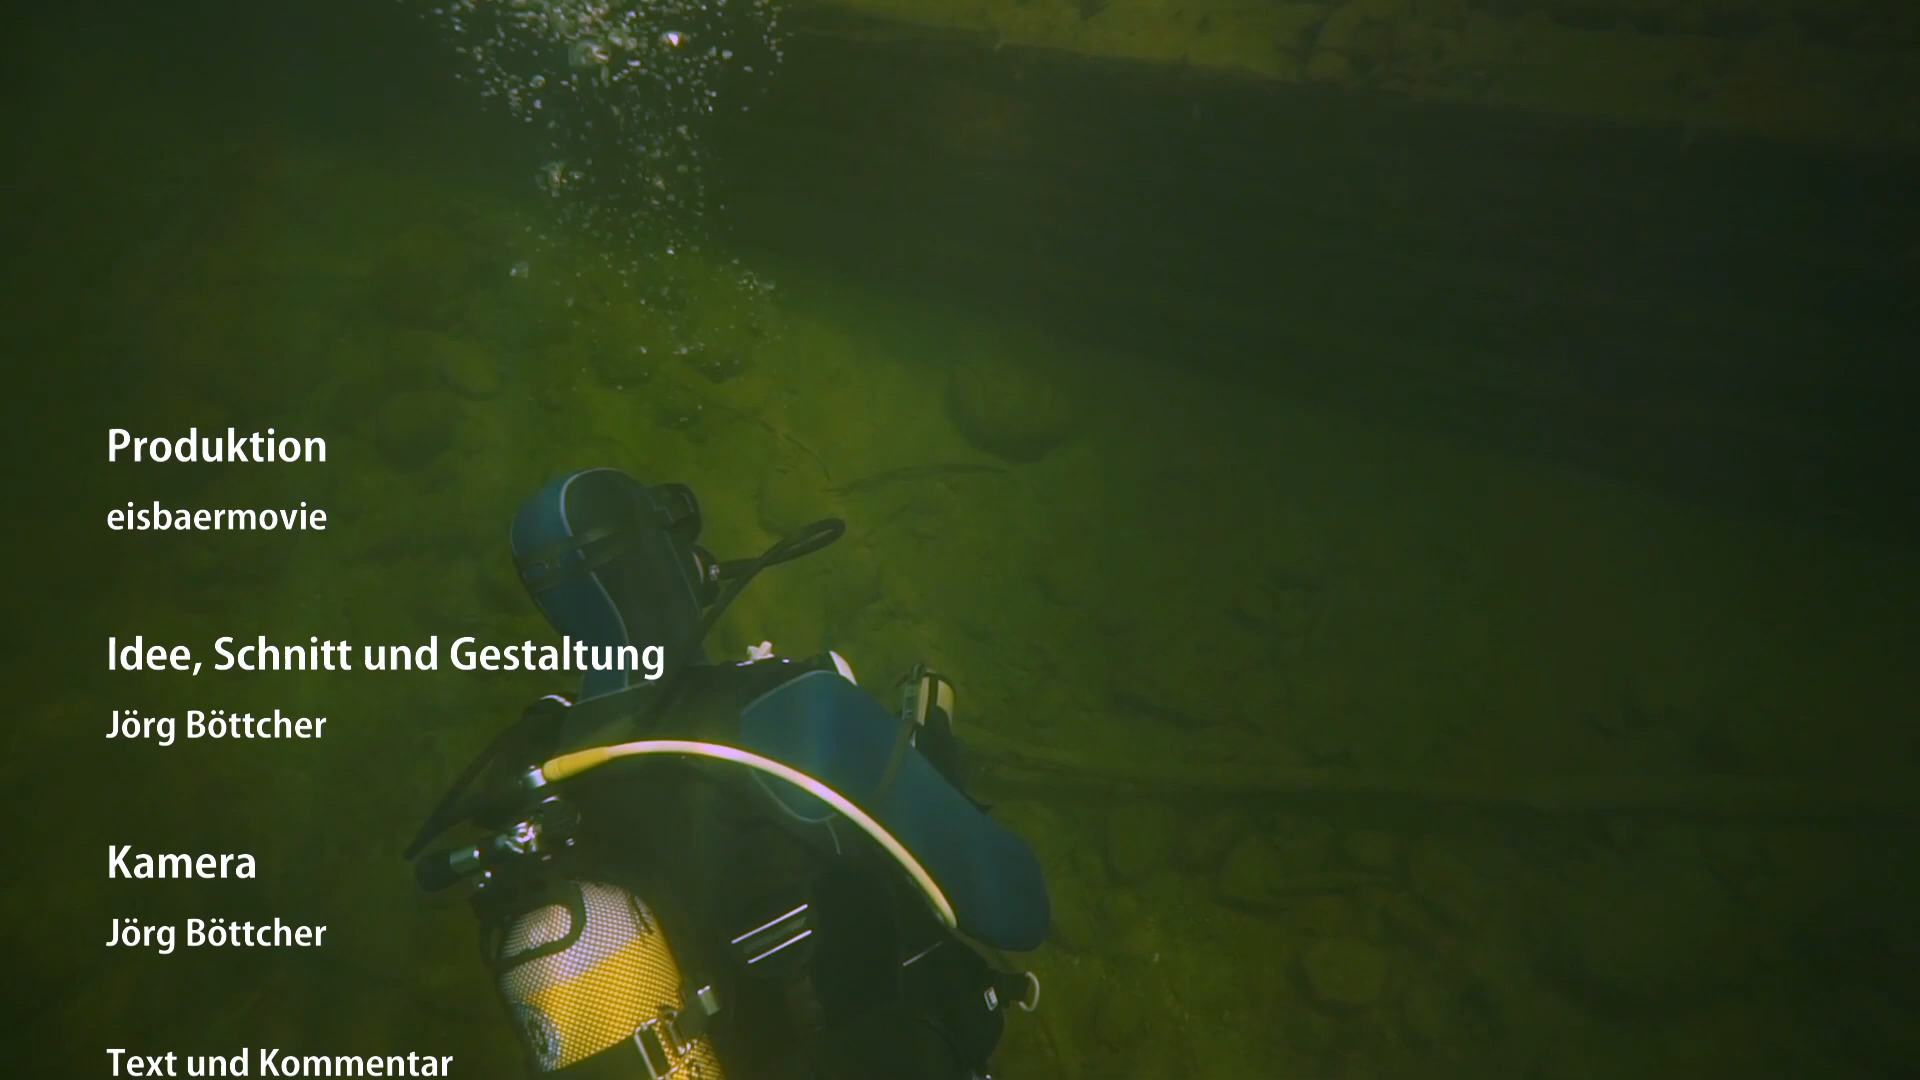 Produktion
eisbaermovie
Idee, Schnitt und Gestaltung
Jörg Böttcher
Kamera
Jörg Böttcher
Text und Kommentar